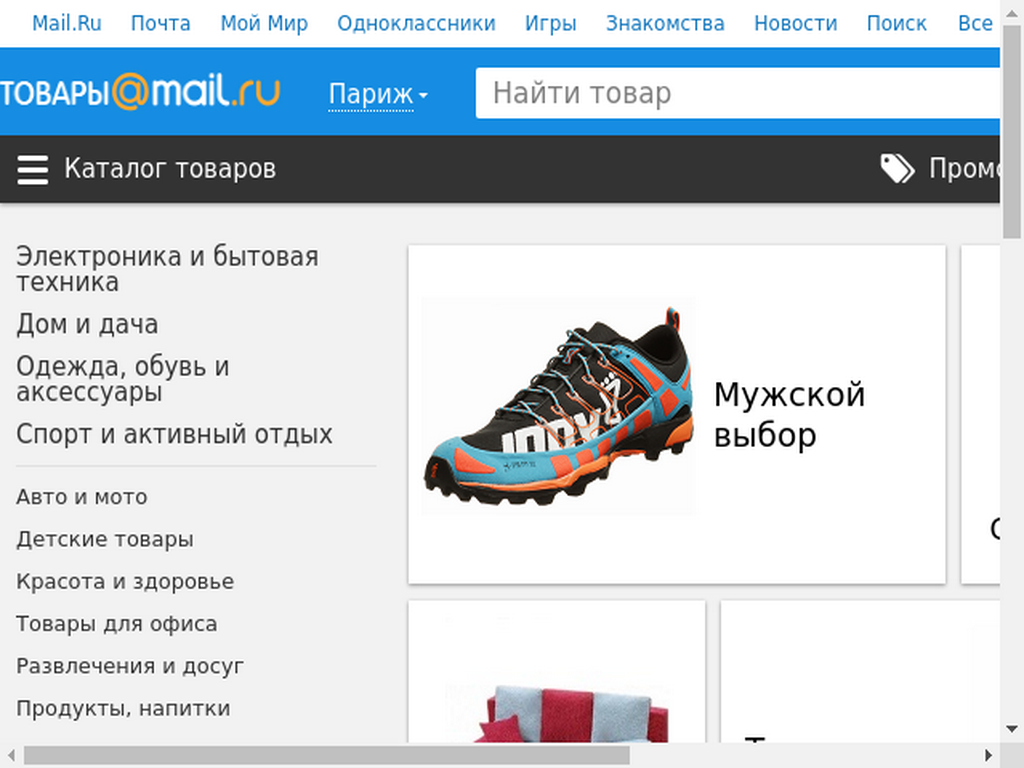 Mail.Ru Почта Мой Мир Одноклассники Игры Знакомства Новости Поиск Все
ТОВАРЫ@mail.ru Париж Найти товар
Каталог товаров
Электроника и бытовая
техника
Дом и дача
Одежда, обувь и
аксессуары
Спорт и активный отдых
Авто и мото
Детские товары
Красота и здоровье
Товары для офиса
Развлечения и досуг
Продукты, напитки
Мужской
выбор